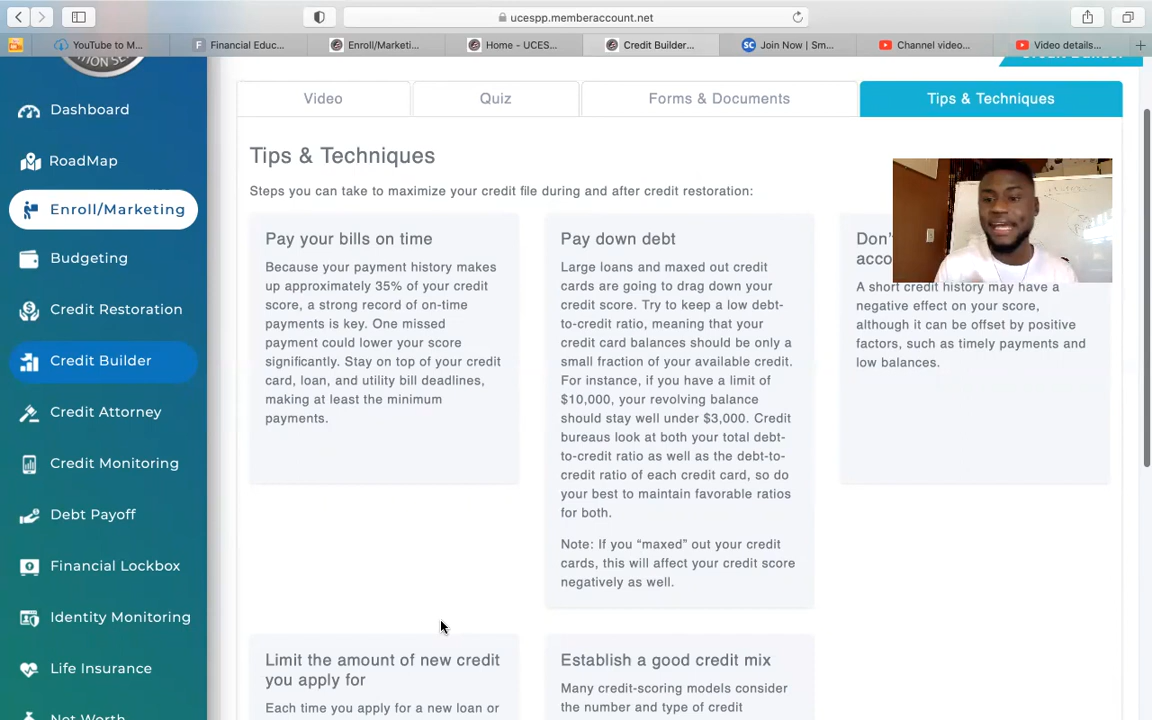 ucespp.memberaccount.net
YouTube to M...
Financial Educ...
Enroll/Marketi...
Home - UCES...
Credit Builder...
Join Now | Sm...
Channel video...
Video details...
Dashboard
RoadMap
Enroll/Marketing
Budgeting
Credit Restoration
Credit Builder
Credit Attorney
Credit Monitoring
Debt Payoff
Financial Lockbox
Identity Monitoring
Life Insurance
Net Worth
Video
Quiz
Forms & Documents
Tips & Techniques
Tips & Techniques
Steps you can take to maximize your credit file during and after credit restoration:
Pay your bills on time
Because your payment history makes
up approximately 35% of your credit
score, a strong record of on-time
payments is key. One missed
payment could lower your score
significantly. Stay on top of your credit
card, loan, and utility bill deadlines,
making at least the minimum
payments.
Pay down debt
Large loans and maxed out credit
cards are going to drag down your
credit score. Try to keep a low debt-
to-credit ratio, meaning that your
credit card balances should be only a
small fraction of your available credit.
For instance, if you have a limit of
$10,000, your revolving balance
should stay well under $3,000. Credit
bureaus look at both your total debt-
to-credit ratio as well as the debt-to-
credit ratio of each credit card, so do
your best to maintain favorable ratios
for both.
Note: If you “maxed” out your credit
cards, this will affect your credit score
negatively as well.
A short credit history may have a
negative effect on your score,
although it can be offset by positive
factors, such as timely payments and
low balances.
Limit the amount of new credit
you apply for
Each time you apply for a new loan or
Establish a good credit mix
Many credit-scoring models consider
the number and type of credit